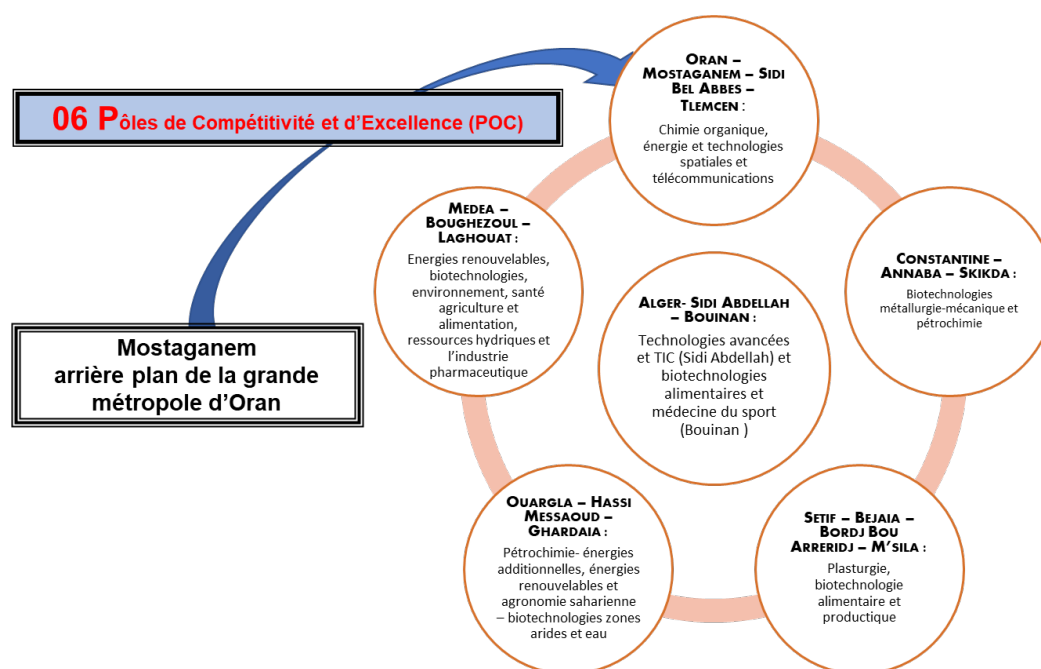 06 Pôles de Compétitivité et d'Excellence (POC)
Mostaganem
arrière plan de la grande
métropole d'Oran
ORAN –
MOSTAGANEM – SIDI
BEL ABBES –
TLEMCEN :
Chimie organique,
énergie et technologies
spatiales et
télécommunications
MEDEA –
BOUGHEZOUL –
LAGHOUAT :
Energies renouvelables,
biotechnologies,
environnement, santé
agriculture et
alimentation,
ressources hydriques et
l'industrie
pharmaceutique
CONSTANTINE –
ANNABA – SKIKDA :
Biotechnologies
métallurgie-mécanique et
pétrochimie
ALGER- SIDI ABDELLAH
– BOUINAN :
Technologies avancées
et TIC (Sidi Abdellah) et
biotechnologies
alimentaires et
médecine du sport
(Bouinan )
OUARGLA – HASSI
MESSAOUD –
GHARDAIA :
Pétrochimie- énergies
additionnelles, énergies
renouvelables et
agronomie saharienne
– biotechnologies zones
arides et eau
SETIF – BEJAIA –
BORDJ BOU
ARRERIDJ – M'SILA :
Plasturgie,
biotechnologie
alimentaire et
productique